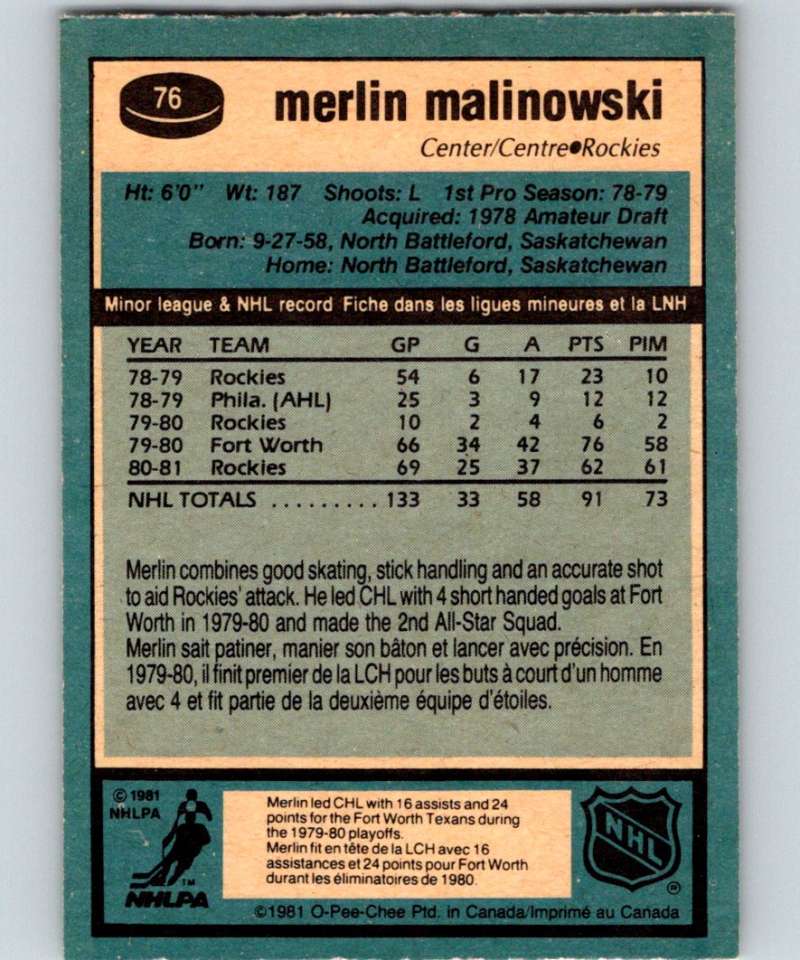 76
merlin malinowski
Center/Centre●Rockies
Ht: 6'0" Wt: 187 Shoots: L 1st Pro Season: 78-79
Acquired: 1978 Amateur Draft
Born: 9-27-58, North Battleford, Saskatchewan
Home: North Battleford, Saskatchewan
Minor league & NHL record Fiche dans les ligues mineures et la LNH
YEAR TEAM GP G A PTS PIM
78-79 Rockies 54 6 17 23 10
78-79 Phila. (AHL) 25 3 9 12 12
79-80 Rockies 10 2 4 6 2
79-80 Fort Worth 66 34 42 76 58
80-81 Rockies 69 25 37 62 61
NHL TOTALS ......... 133 33 58 91 73
Merlin combines good skating, stick handling and an accurate shot
to aid Rockies' attack. He led CHL with 4 short handed goals at Fort
Worth in 1979-80 and made the 2nd All-Star Squad.
Merlin sait patiner, manier son bâton et lancer avec précision. En
1979-80, il finit premier de la LCH pour les buts à court d'un homme
avec 4 et fit partie de la deuxième équipe d'étoiles.
© 1981
NHLPA
TM
NHLPA
Merlin led CHL with 16 assists and 24
points for the Fort Worth Texans during
the 1979-80 playoffs.
Merlin fit en tête de la LCH avec 16
assistances et 24 points pour Fort Worth
durant les éliminatoires de 1980.
NHL
®
©1981 O-Pee-Chee Ptd. in Canada/Imprimé au Canada